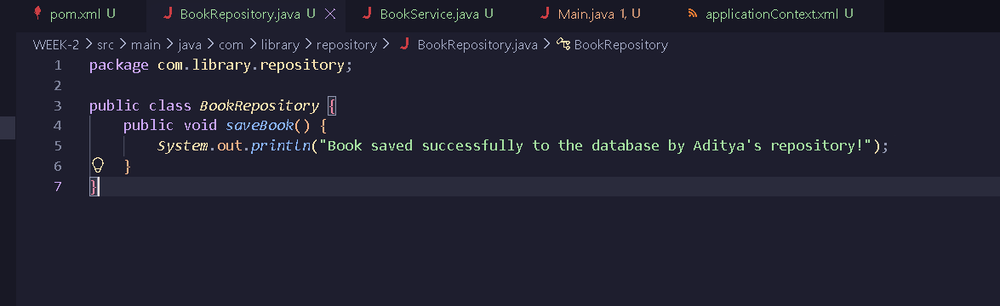 pom.xml U BookRepository.java U BookService.java U Main.java 1, U applicationContext.xml U
WEEK-2 > src > main > java > com > library > repository > BookRepository.java > BookRepository
1 package com.library.repository;
2
3 public class BookRepository {
4     public void saveBook() {
5         System.out.println("Book saved successfully to the database by Aditya's repository!");
6     }
7 }